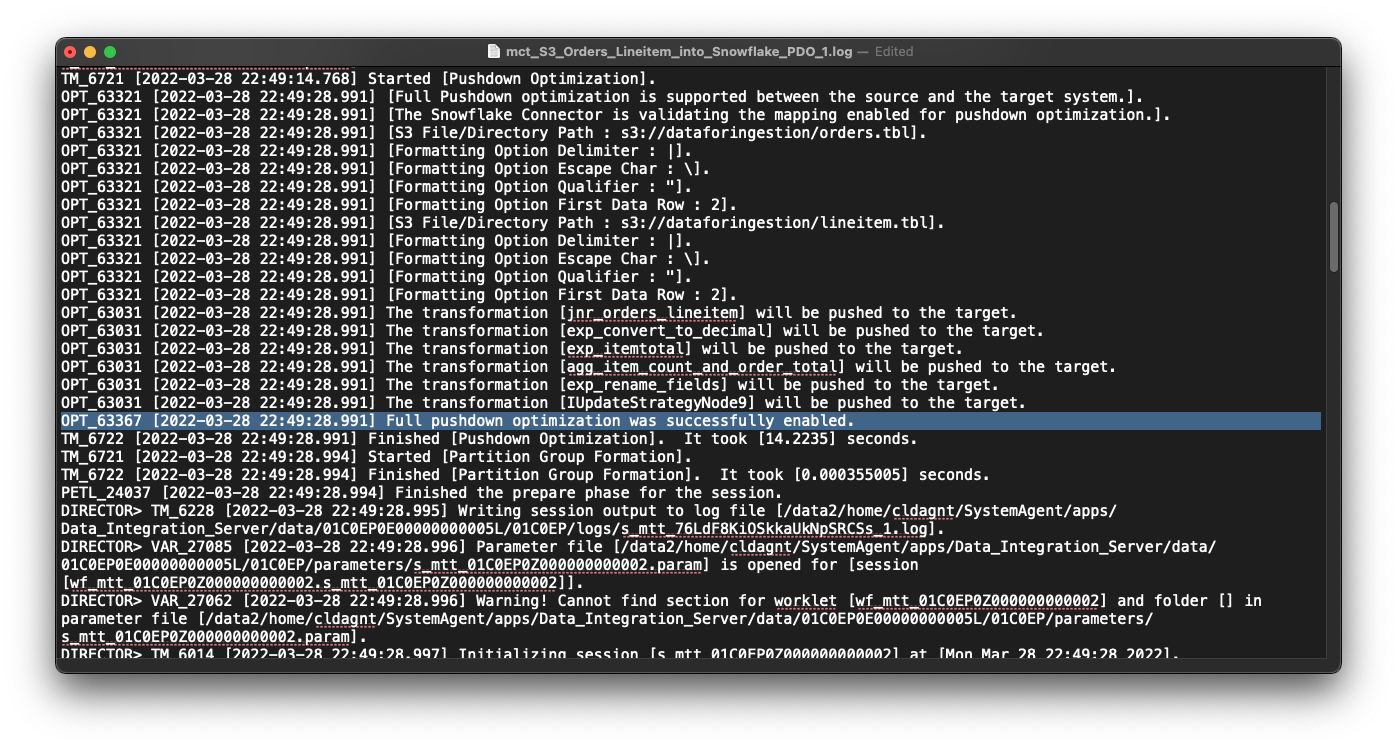 mct_S3_Orders_Lineitem_into_Snowflake_PDO_1.log — Edited
TM_6721 [2022-03-28 22:49:14.768] Started [Pushdown Optimization].
OPT_63321 [2022-03-28 22:49:28.991] [Full Pushdown optimization is supported between the source and the target system.].
OPT_63321 [2022-03-28 22:49:28.991] [The Snowflake Connector is validating the mapping enabled for pushdown optimization.].
OPT_63321 [2022-03-28 22:49:28.991] [S3 File/Directory Path : s3://dataforingestion/orders.tbl].
OPT_63321 [2022-03-28 22:49:28.991] [Formatting Option Delimiter : |].
OPT_63321 [2022-03-28 22:49:28.991] [Formatting Option Escape Char : \].
OPT_63321 [2022-03-28 22:49:28.991] [Formatting Option Qualifier : "].
OPT_63321 [2022-03-28 22:49:28.991] [Formatting Option First Data Row : 2].
OPT_63321 [2022-03-28 22:49:28.991] [S3 File/Directory Path : s3://dataforingestion/lineitem.tbl].
OPT_63321 [2022-03-28 22:49:28.991] [Formatting Option Delimiter : |].
OPT_63321 [2022-03-28 22:49:28.991] [Formatting Option Escape Char : \].
OPT_63321 [2022-03-28 22:49:28.991] [Formatting Option Qualifier : "].
OPT_63321 [2022-03-28 22:49:28.991] [Formatting Option First Data Row : 2].
OPT_63031 [2022-03-28 22:49:28.991] The transformation [jnr_orders_lineitem] will be pushed to the target.
OPT_63031 [2022-03-28 22:49:28.991] The transformation [exp_convert_to_decimal] will be pushed to the target.
OPT_63031 [2022-03-28 22:49:28.991] The transformation [exp_itemtotal] will be pushed to the target.
OPT_63031 [2022-03-28 22:49:28.991] The transformation [agg_item_count_and_order_total] will be pushed to the target.
OPT_63031 [2022-03-28 22:49:28.991] The transformation [exp_rename_fields] will be pushed to the target.
OPT_63031 [2022-03-28 22:49:28.991] The transformation [IUpdateStrategyNode9] will be pushed to the target.
OPT_63367 [2022-03-28 22:49:28.991] Full pushdown optimization was successfully enabled.
TM_6722 [2022-03-28 22:49:28.991] Finished [Pushdown Optimization].  It took [14.2235] seconds.
TM_6721 [2022-03-28 22:49:28.994] Started [Partition Group Formation].
TM_6722 [2022-03-28 22:49:28.994] Finished [Partition Group Formation].  It took [0.000355005] seconds.
PETL_24037 [2022-03-28 22:49:28.994] Finished the prepare phase for the session.
DIRECTOR> TM_6228 [2022-03-28 22:49:28.995] Writing session output to log file [/data2/home/cldagnt/SystemAgent/apps/
Data_Integration_Server/data/01C0EP0E00000000005L/01C0EP/logs/s_mtt_76LdF8KiOSkkaUkNpSRCSs_1.log].
DIRECTOR> VAR_27085 [2022-03-28 22:49:28.996] Parameter file [/data2/home/cldagnt/SystemAgent/apps/Data_Integration_Server/data/
01C0EP0E00000000005L/01C0EP/parameters/s_mtt_01C0EP0Z000000000002.param] is opened for [session
[wf_mtt_01C0EP0Z000000000002.s_mtt_01C0EP0Z000000000002]].
DIRECTOR> VAR_27062 [2022-03-28 22:49:28.996] Warning! Cannot find section for worklet [wf_mtt_01C0EP0Z000000000002] and folder [] in
parameter file [/data2/home/cldagnt/SystemAgent/apps/Data_Integration_Server/data/01C0EP0E00000000005L/01C0EP/parameters/
s_mtt_01C0EP0Z000000000002.param].
DIRECTOR> TM_6014 [2022-03-28 22:49:28.997] Initializing session [s_mtt_01C0EP0Z000000000002] at [Mon Mar 28 22:49:28 2022].